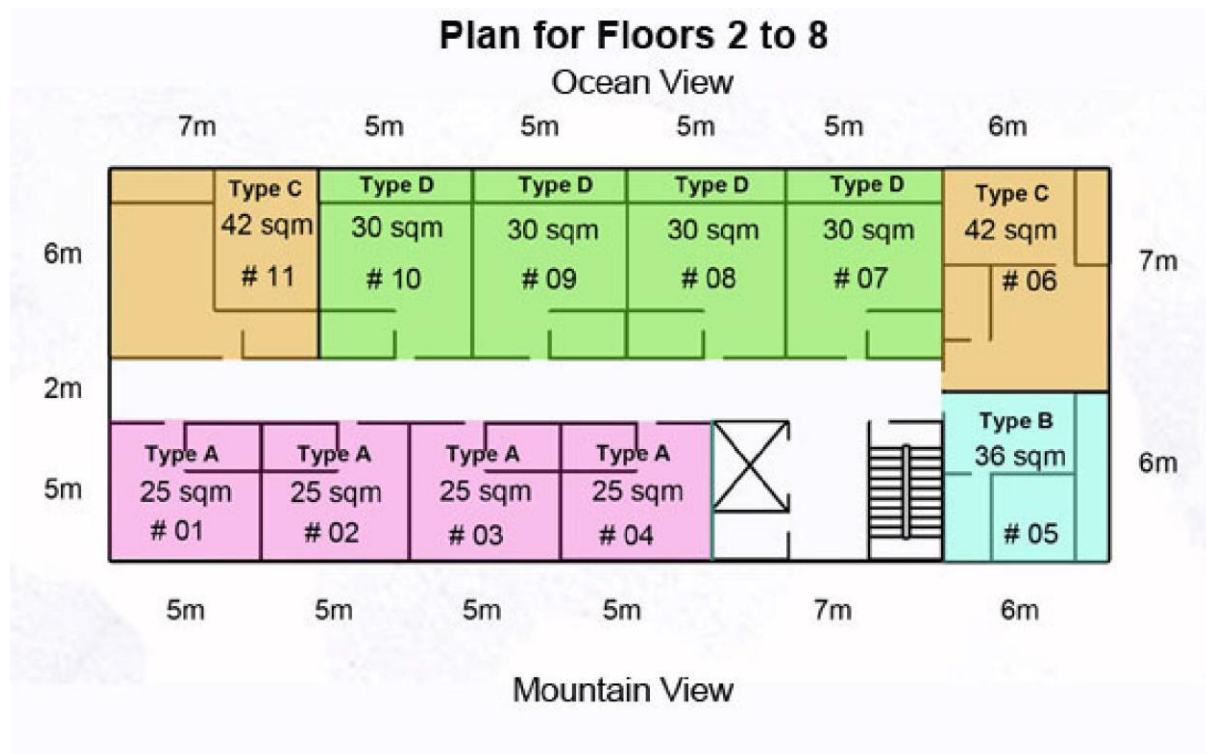 Plan for Floors 2 to 8
Ocean View
7m 5m 5m 5m 5m 6m
Type C
42 sqm
# 11
Type D
30 sqm
# 10
Type D
30 sqm
# 09
Type D
30 sqm
# 08
Type D
30 sqm
# 07
Type C
42 sqm
# 06
6m
7m
2m
Type A
25 sqm
# 01
Type A
25 sqm
# 02
Type A
25 sqm
# 03
Type A
25 sqm
# 04
Type B
36 sqm
# 05
5m
6m
5m 5m 5m 5m 7m 6m
Mountain View